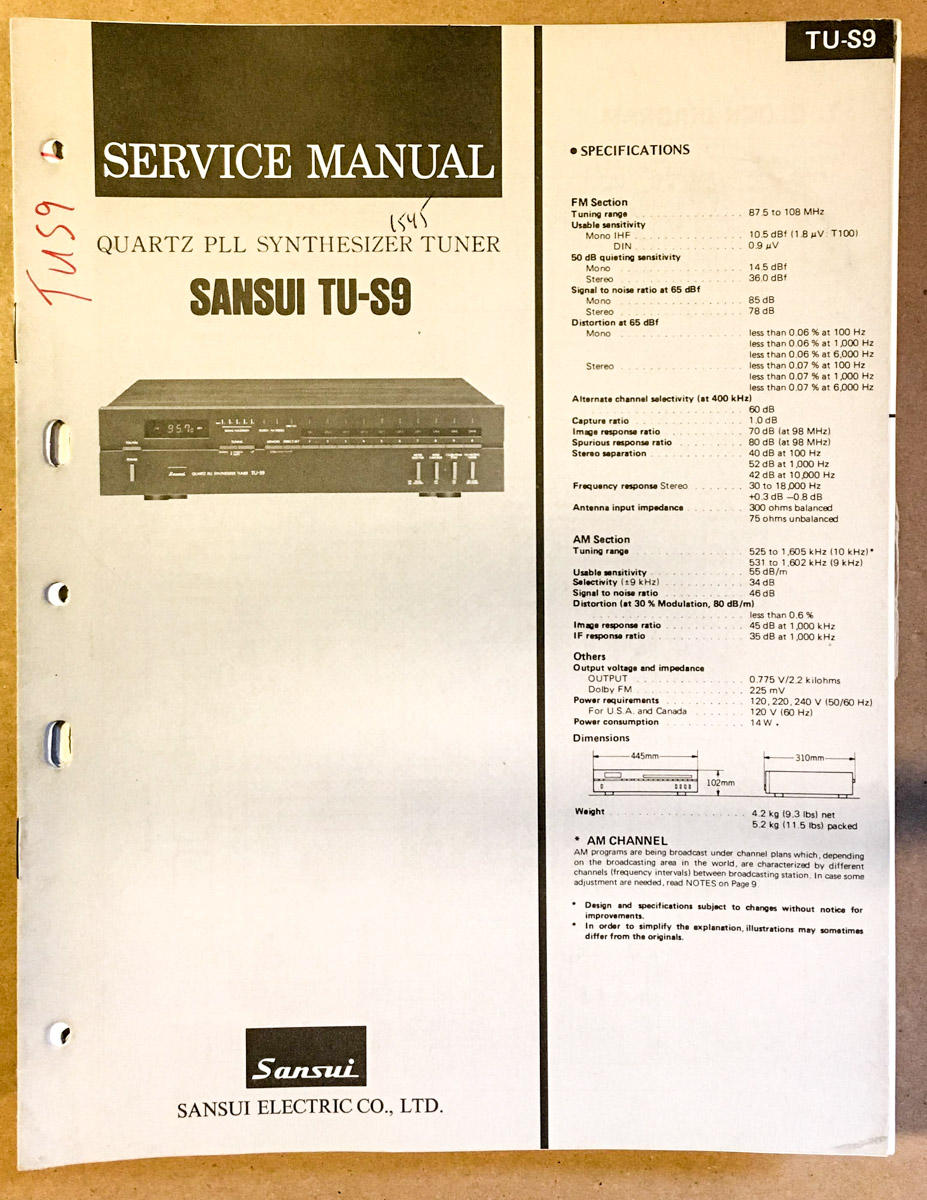 TU-S9
SERVICE MANUAL
1545
TUS9
QUARTZ PLL SYNTHESIZER TUNER
SANSUI TU-S9
95.7
Sansui QUARTZ PLL SYNTHESIZER TUNER TU-S9
Sansui
SANSUI ELECTRIC CO., LTD.
● SPECIFICATIONS
FM Section
Tuning range . . . . . . . . . . . . . . . . 87.5 to 108 MHz
Usable sensitivity
Mono IHF . . . . . . . . . . . . . . . . 10.5 dBf (1.8 µV : T100)
DIN . . . . . . . . . . . . . . . . 0.9 µV
50 dB quieting sensitivity
Mono . . . . . . . . . . . . . . . . 14.5 dBf
Stereo . . . . . . . . . . . . . . . . 36.0 dBf
Signal to noise ratio at 65 dBf
Mono . . . . . . . . . . . . . . . . 85 dB
Stereo . . . . . . . . . . . . . . . . 78 dB
Distortion at 65 dBf
Mono . . . . . . . . . . . . . . . . less than 0.06 % at 100 Hz
less than 0.06 % at 1,000 Hz
less than 0.06 % at 6,000 Hz
Stereo . . . . . . . . . . . . . . . . less than 0.07 % at 100 Hz
less than 0.07 % at 1,000 Hz
less than 0.07 % at 6,000 Hz
Alternate channel selectivity (at 400 kHz)
60 dB
Capture ratio . . . . . . . . . . . . 1.0 dB
Image response ratio . . . . . . . . . . 70 dB (at 98 MHz)
Spurious response ratio . . . . . . . . 80 dB (at 98 MHz)
Stereo separation . . . . . . . . . . . . 40 dB at 100 Hz
52 dB at 1,000 Hz
42 dB at 10,000 Hz
Frequency response Stereo . . . . . . . 30 to 18,000 Hz
+0.3 dB −0.8 dB
Antenna input impedance . . . . . . . . 300 ohms balanced
75 ohms unbalanced
AM Section
Tuning range . . . . . . . . . . . . 525 to 1,605 kHz (10 kHz)*
531 to 1,602 kHz (9 kHz)
Usable sensitivity . . . . . . . . . . . . 55 dB/m
Selectivity (±9 kHz) . . . . . . . . . . 34 dB
Signal to noise ratio . . . . . . . . . . 46 dB
Distortion (at 30 % Modulation, 80 dB/m)
. . . . . . . . . . . . less than 0.6 %
Image response ratio . . . . . . . . . . 45 dB at 1,000 kHz
IF response ratio . . . . . . . . . . . . 35 dB at 1,000 kHz
Others
Output voltage and impedance
OUTPUT . . . . . . . . . . . . 0.775 V/2.2 kilohms
Dolby FM . . . . . . . . . . . . 225 mV
Power requirements . . . . . . . . . . 120, 220, 240 V (50/60 Hz)
For U.S.A. and Canada . . . . . . . 120 V (60 Hz)
Power consumption . . . . . . . . . . 14 W
Dimensions
445mm 310mm
102mm
Weight . . . . . . . . . . . . . . . . 4.2 kg (9.3 lbs) net
5.2 kg (11.5 lbs) packed
* AM CHANNEL
AM programs are being broadcast under channel plans which, depending
on the broadcasting area in the world, are characterized by different
channels (frequency intervals) between broadcasting station. In case some
adjustment are needed, read NOTES on Page 9.
* Design and specifications subject to changes without notice for
improvements.
* In order to simplify the explanation, illustrations may sometimes
differ from the originals.